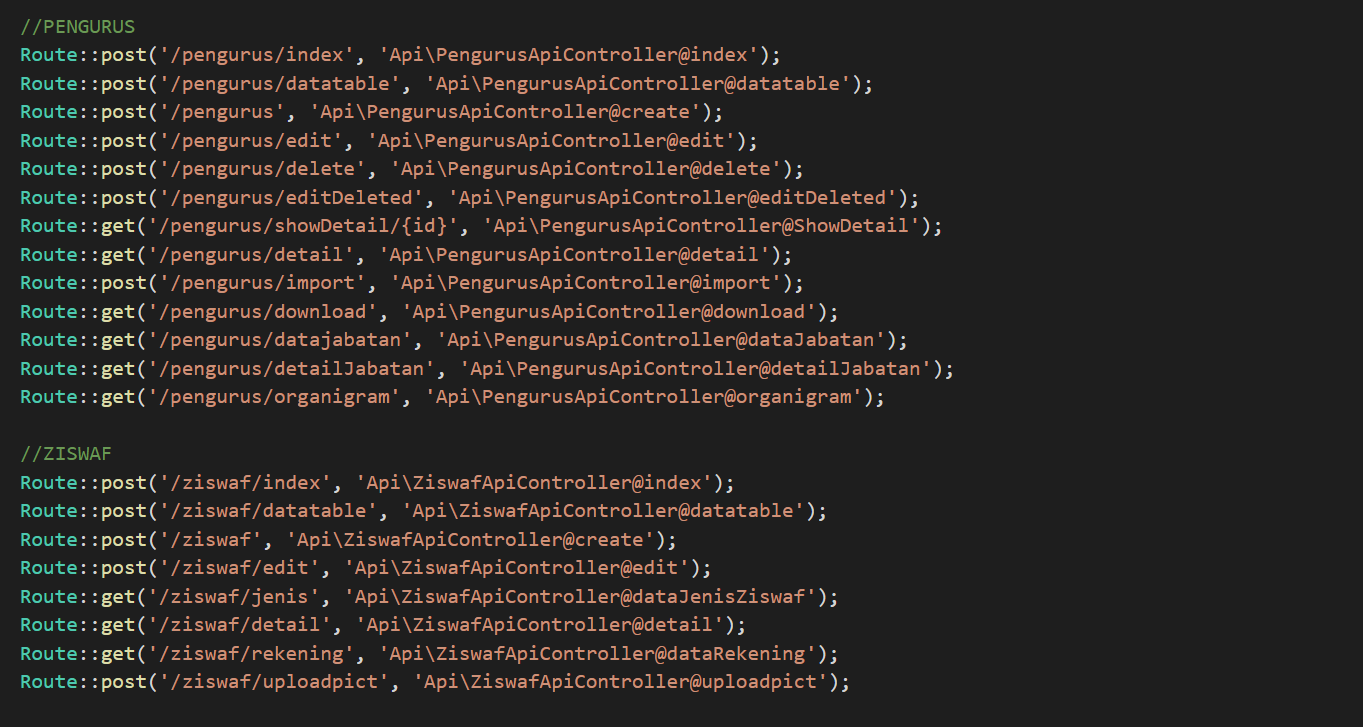 //PENGURUS
Route::post('/pengurus/index', 'Api\PengurusApiController@index');
Route::post('/pengurus/datatable', 'Api\PengurusApiController@datatable');
Route::post('/pengurus', 'Api\PengurusApiController@create');
Route::post('/pengurus/edit', 'Api\PengurusApiController@edit');
Route::post('/pengurus/delete', 'Api\PengurusApiController@delete');
Route::post('/pengurus/editDeleted', 'Api\PengurusApiController@editDeleted');
Route::get('/pengurus/showDetail/{id}', 'Api\PengurusApiController@ShowDetail');
Route::get('/pengurus/detail', 'Api\PengurusApiController@detail');
Route::post('/pengurus/import', 'Api\PengurusApiController@import');
Route::get('/pengurus/download', 'Api\PengurusApiController@download');
Route::get('/pengurus/datajabatan', 'Api\PengurusApiController@dataJabatan');
Route::get('/pengurus/detailJabatan', 'Api\PengurusApiController@detailJabatan');
Route::get('/pengurus/organigram', 'Api\PengurusApiController@organigram');
//ZISWAF
Route::post('/ziswaf/index', 'Api\ZiswafApiController@index');
Route::post('/ziswaf/datatable', 'Api\ZiswafApiController@datatable');
Route::post('/ziswaf', 'Api\ZiswafApiController@create');
Route::post('/ziswaf/edit', 'Api\ZiswafApiController@edit');
Route::get('/ziswaf/jenis', 'Api\ZiswafApiController@dataJenisZiswaf');
Route::get('/ziswaf/detail', 'Api\ZiswafApiController@detail');
Route::get('/ziswaf/rekening', 'Api\ZiswafApiController@dataRekening');
Route::post('/ziswaf/uploadpict', 'Api\ZiswafApiController@uploadpict');